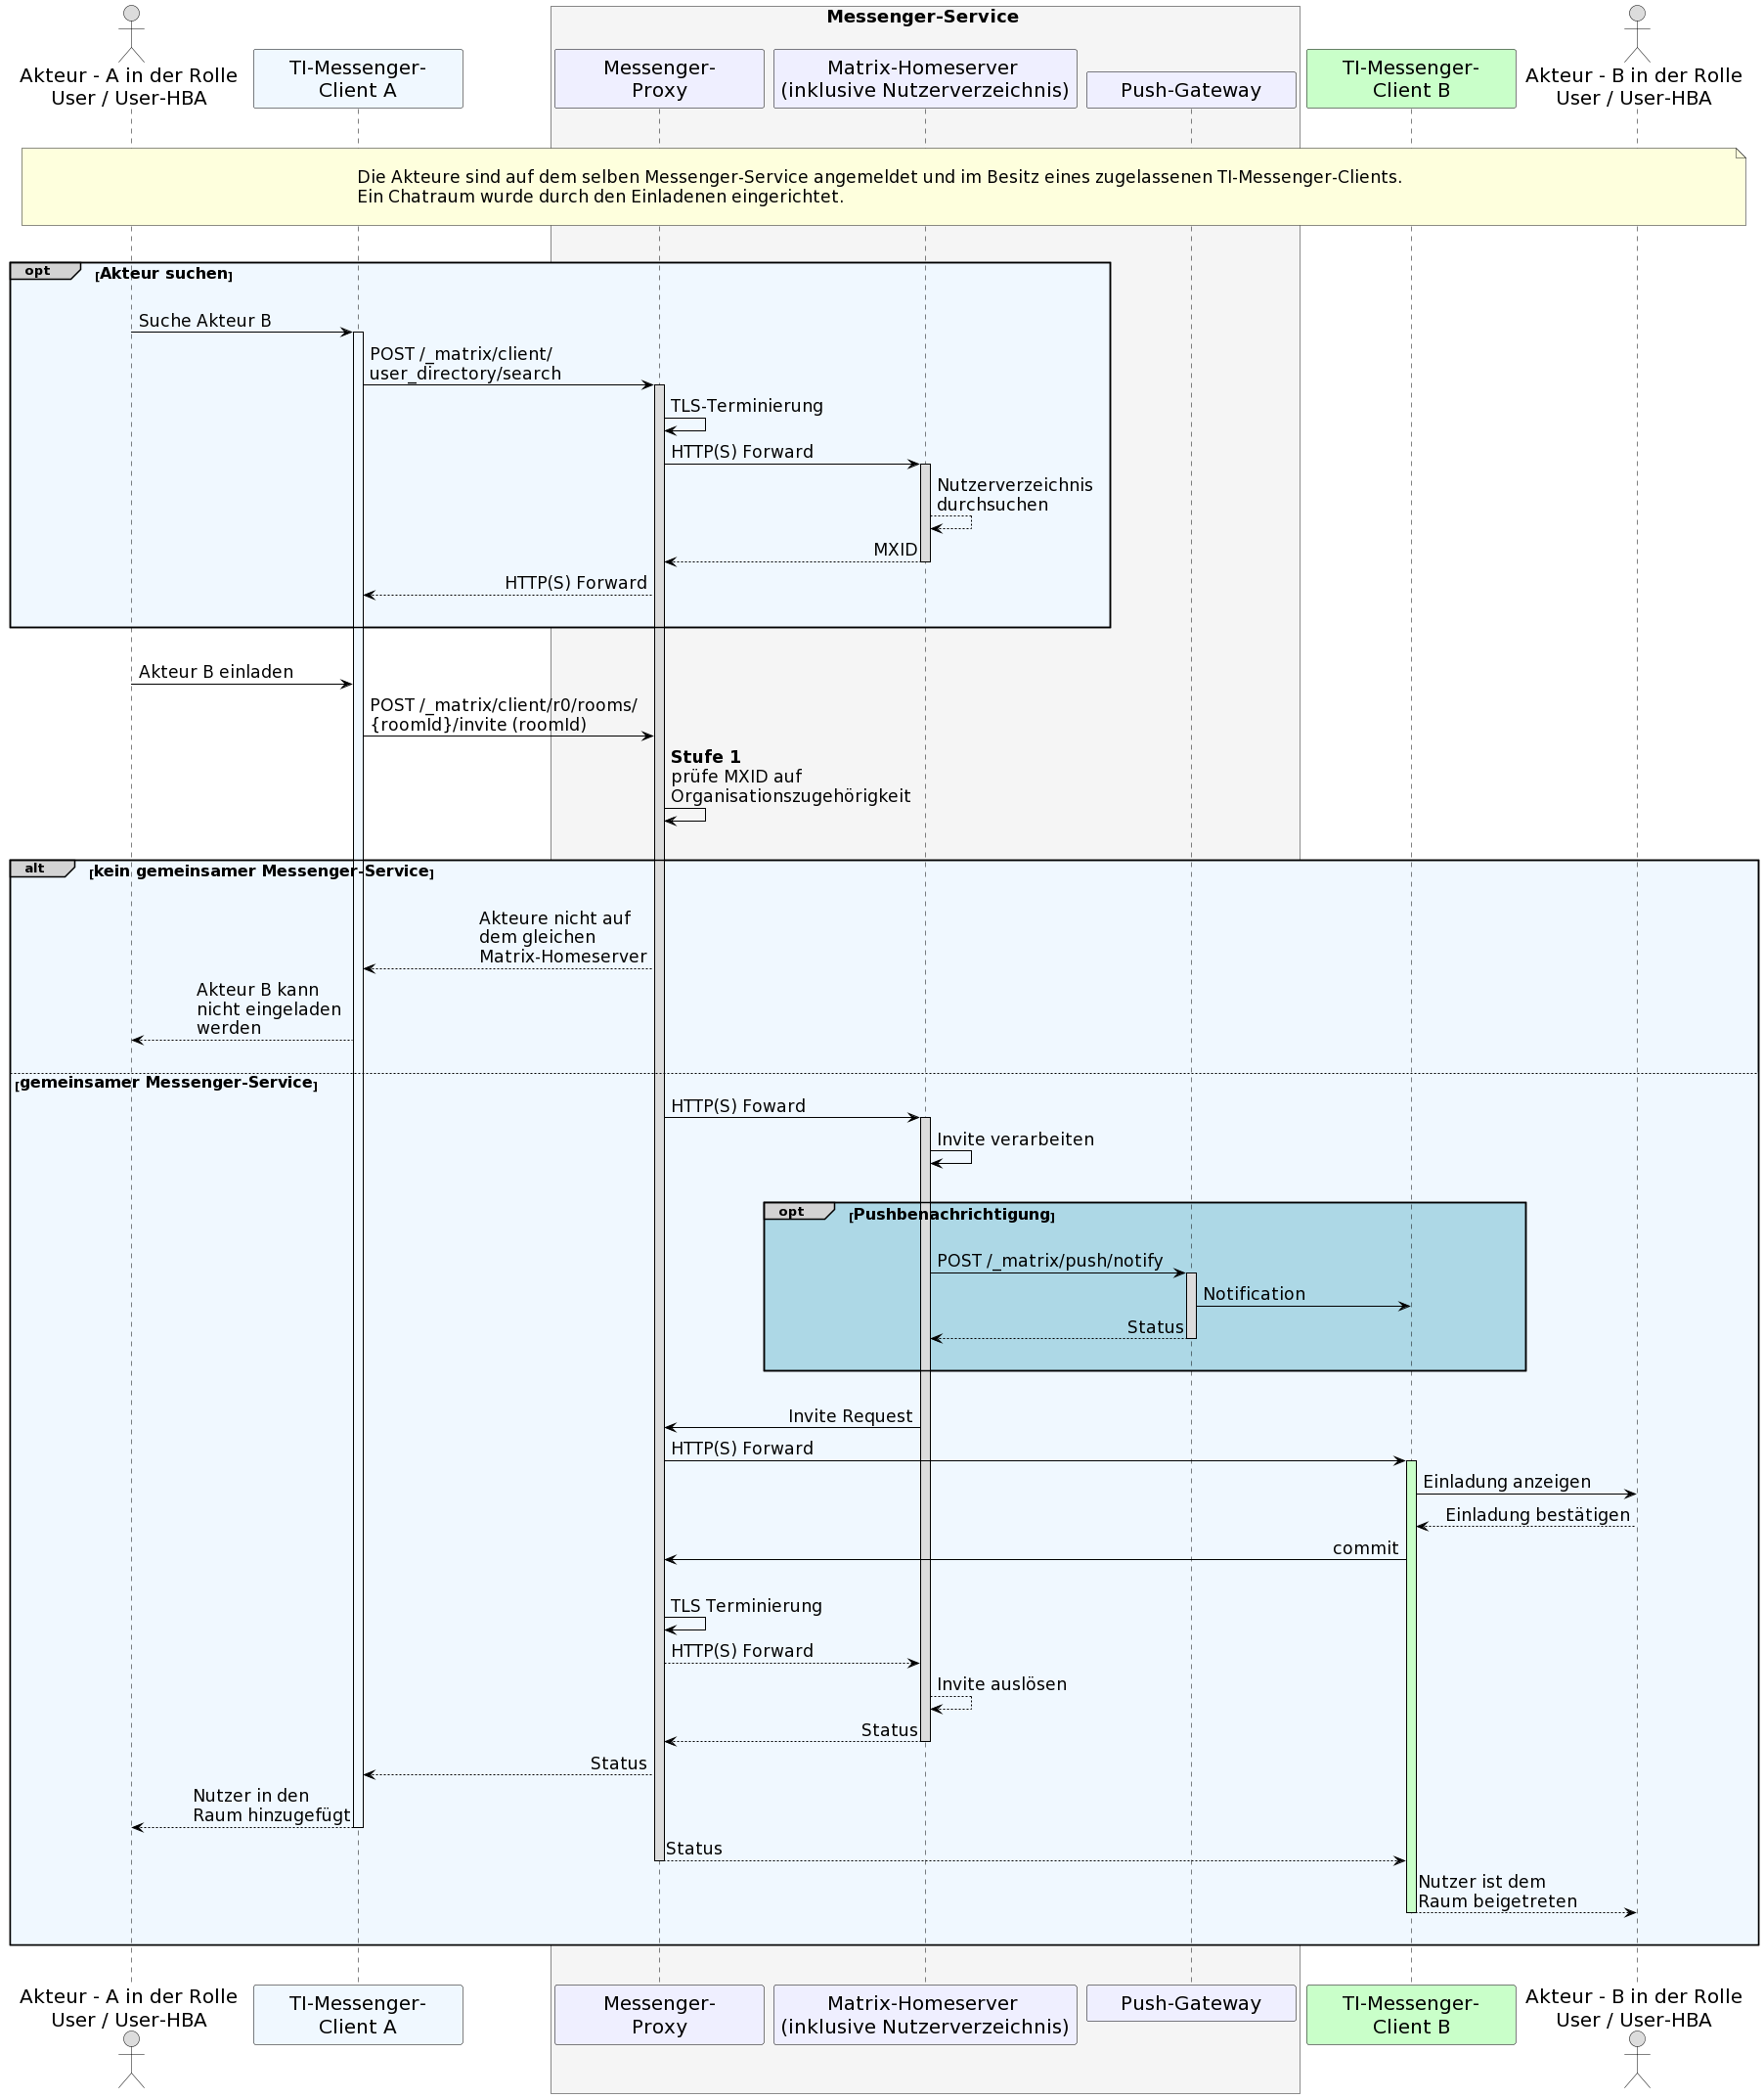 Messenger-Service
Akteur - A in der Rolle
User / User-HBA
TI-Messenger-
Client A
Messenger-
Proxy
Matrix-Homeserver
(inklusive Nutzerverzeichnis)
Push-Gateway
TI-Messenger-
Client B
Akteur - B in der Rolle
User / User-HBA
Die Akteure sind auf dem selben Messenger-Service angemeldet und im Besitz eines zugelassenen TI-Messenger-Clients.
Ein Chatraum wurde durch den Einladenen eingerichtet.
opt [Akteur suchen]
Suche Akteur B
POST /_matrix/client/
user_directory/search
TLS-Terminierung
HTTP(S) Forward
Nutzerverzeichnis
durchsuchen
MXID
HTTP(S) Forward
Akteur B einladen
POST /_matrix/client/r0/rooms/
{roomId}/invite (roomId)
Stufe 1
prüfe MXID auf
Organisationszugehörigkeit
alt [kein gemeinsamer Messenger-Service]
Akteure nicht auf
dem gleichen
Matrix-Homeserver
Akteur B kann
nicht eingeladen
werden
[gemeinsamer Messenger-Service]
HTTP(S) Foward
Invite verarbeiten
opt [Pushbenachrichtigung]
POST /_matrix/push/notify
Notification
Status
Invite Request
HTTP(S) Forward
Einladung anzeigen
Einladung bestätigen
commit
TLS Terminierung
HTTP(S) Forward
Invite auslösen
Status
Status
Nutzer in den
Raum hinzugefügt
Status
Nutzer ist dem
Raum beigetreten
Akteur - A in der Rolle
User / User-HBA
TI-Messenger-
Client A
Messenger-
Proxy
Matrix-Homeserver
(inklusive Nutzerverzeichnis)
Push-Gateway
TI-Messenger-
Client B
Akteur - B in der Rolle
User / User-HBA